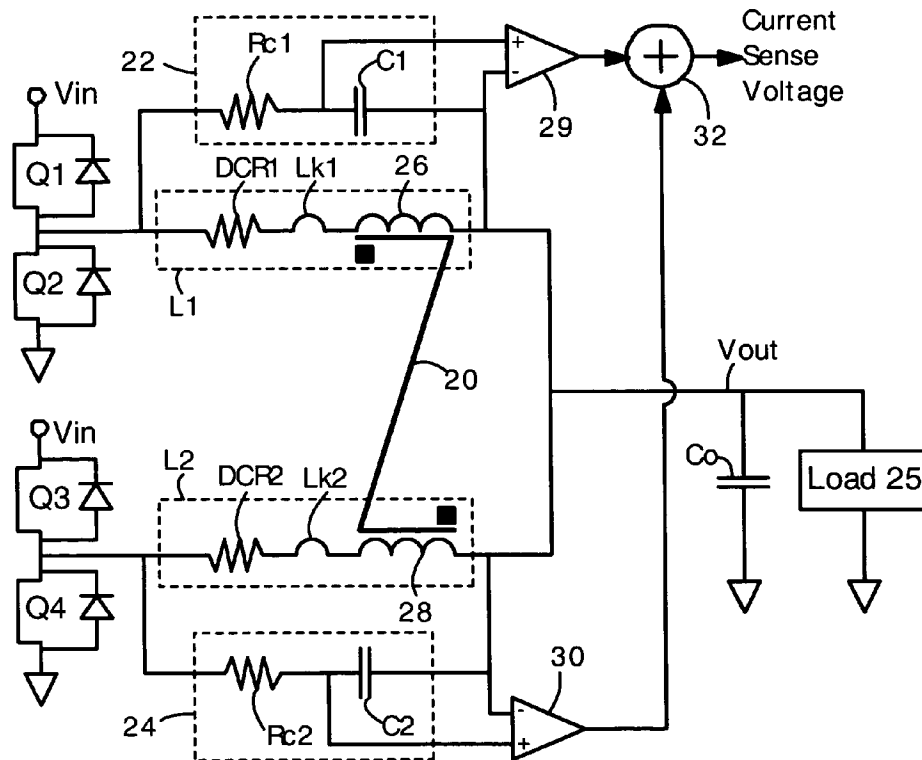 Current
Sense
Voltage
22
Rc1
C1
+
-
29
+
32
Vin
Q1
DCR1
Lk1
26
Q2
L1
20
Vout
Vin
L2
DCR2
Lk2
Co
Load 25
Q3
Q4
28
30
24
Rc2
C2
-
+